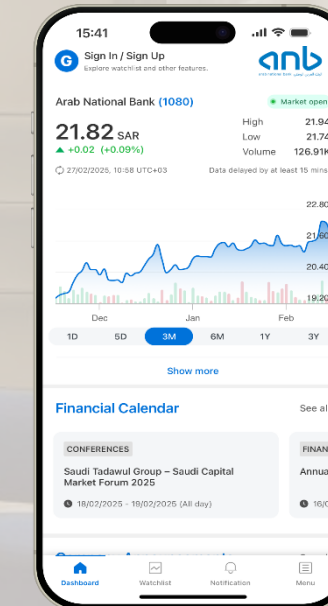 15:41
G
Sign In / Sign Up
Explore watchlist and other features.
anb
Arab National Bank (1080)
Market open
21.82 SAR
+0.02 (+0.09%)
High 21.94
Low 21.74
Volume 126.91K
27/02/2025, 10:58 UTC+03
Data delayed by at least 15 mins
22.80
21.60
20.40
19.20
Dec Jan Feb
1D 5D 3M 6M 1Y 3Y
Show more
Financial Calendar
See al
CONFERENCES
Saudi Tadawul Group – Saudi Capital
Market Forum 2025
18/02/2025 - 19/02/2025 (All day)
FINAN
Annua
16/0
Dashboard Watchlist Notification Menu